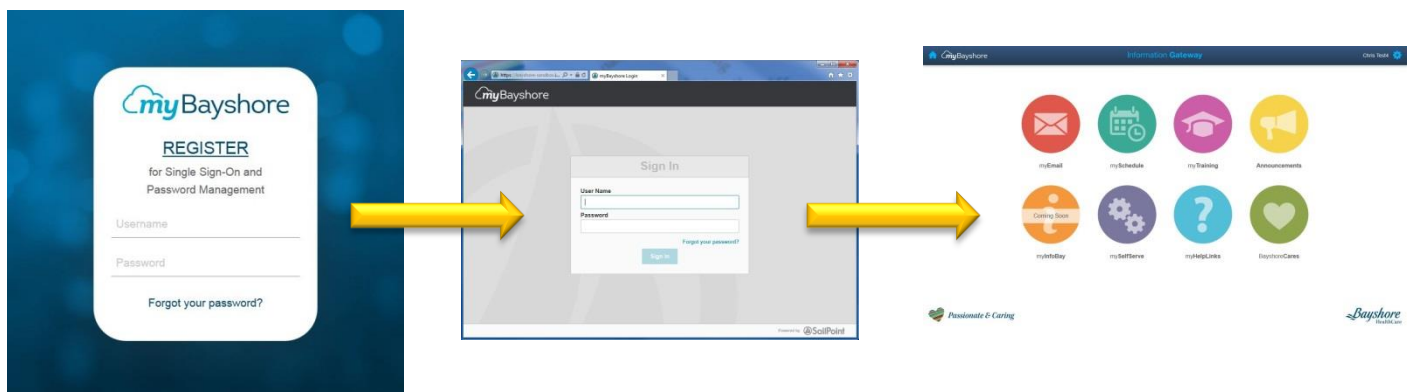 myBayshore
REGISTER
for Single Sign-On and
Password Management
Username
Password
Forgot your password?
myBayshore Login
myBayshore
Sign In
User Name
Password
Forgot your password?
Sign In
Powered by SailPoint
myBayshore
Information Gateway
myEmail
mySchedule
myTraining
Announcements
Coming Soon
myInfoBay
mySelfServe
myHelpLinks
BayshoreCares
Passionate & Caring
Bayshore
HealthCare